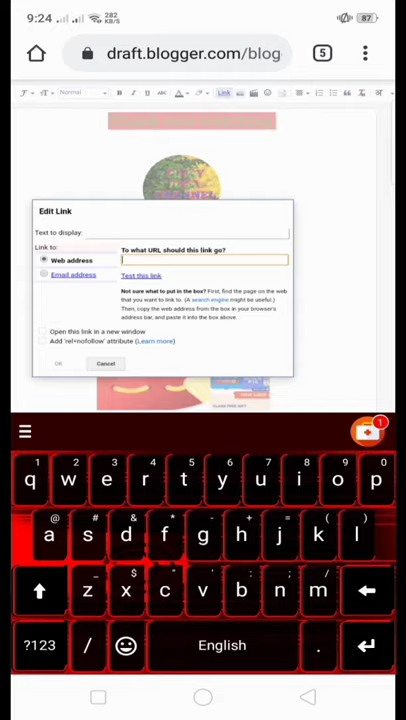 9:24
282
KB/S
87
draft.blogger.com/blog
5
Normal
B I U ABC A Link
Edit Link
Text to display:
Link to:
To what URL should this link go?
Web address
Email address
Test this link
Not sure what to put in the box? First, find the page on the web
that you want to link to. (A search engine might be useful.)
Then, copy the web address from the box in your browser's
address bar, and paste it into the box above.
Open this link in a new window
Add 'rel=nofollow' attribute (Learn more)
OK
Cancel
1
1 2 3 4 5 6 7 8 9 0
q w e r t y u i o p
@ # & * - + = ( )
a s d f g h j k l
_ $ " ' : ; /
z x c v b n m
?123 / English .